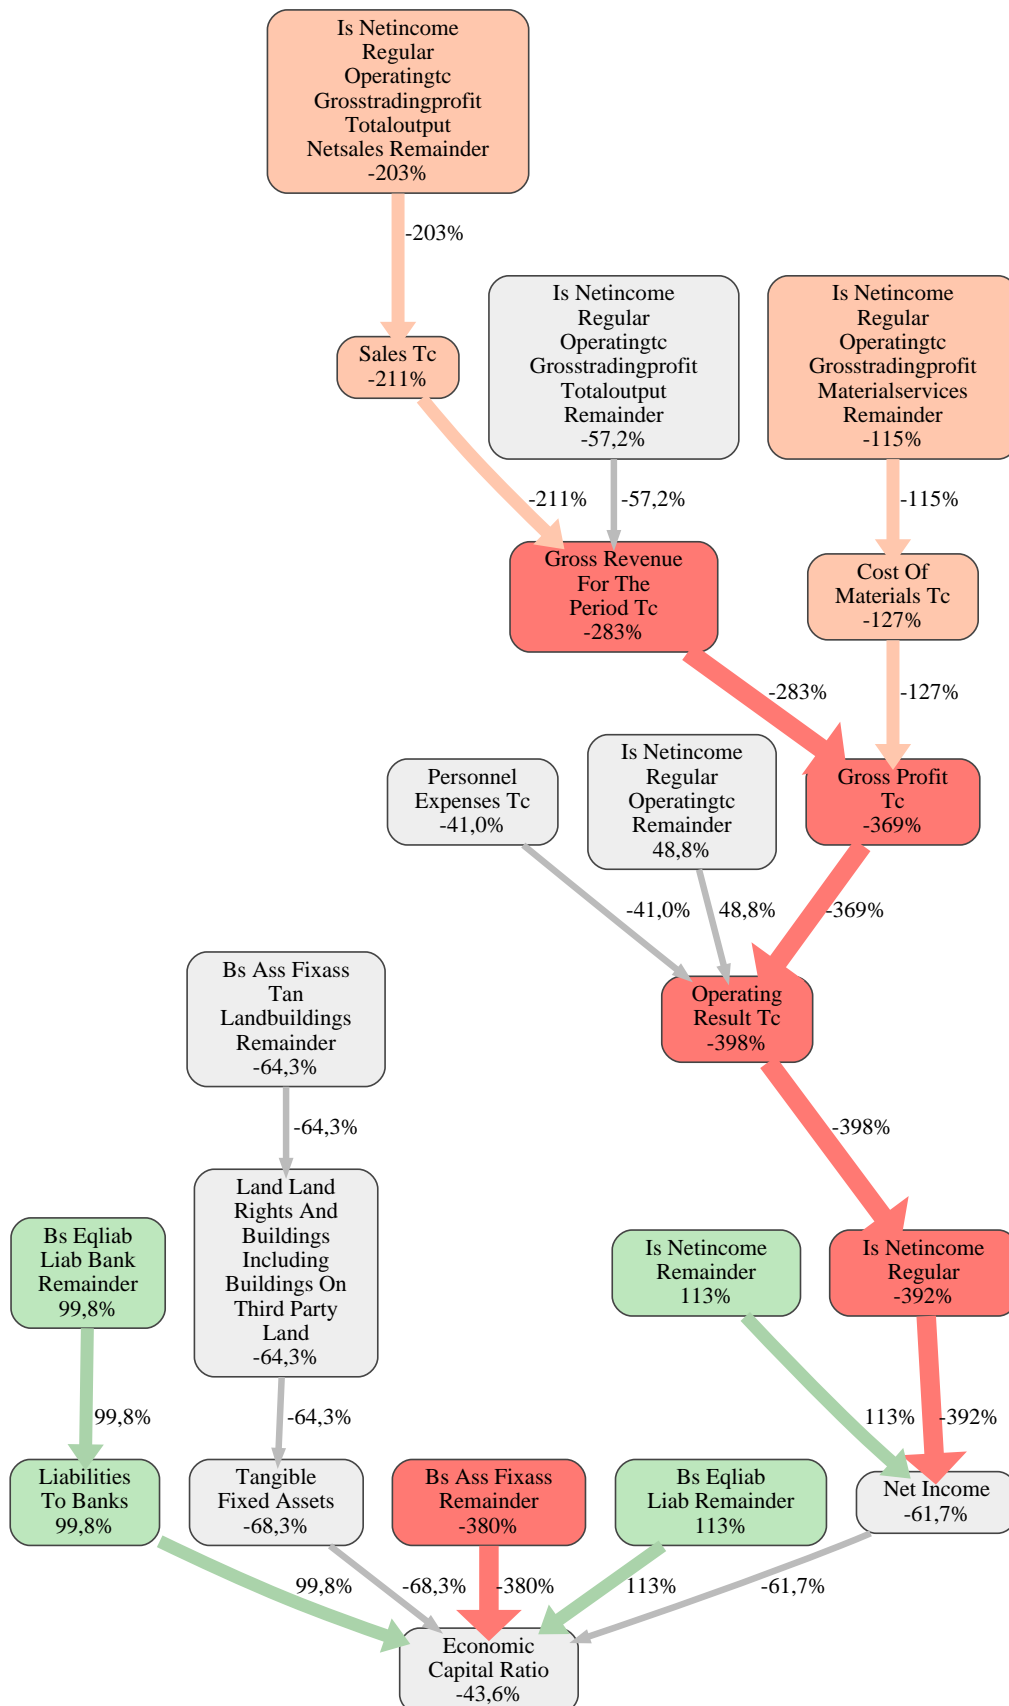 Is Netincome
Regular
Operatingtc
Grosstradingprofit
Totaloutput
Netsales Remainder
-203%
-203%
Sales Tc
-211%
Is Netincome
Regular
Operatingtc
Grosstradingprofit
Totaloutput
Remainder
-57,2%
Is Netincome
Regular
Operatingtc
Grosstradingprofit
Materialservices
Remainder
-115%
-211%
-57,2%
-115%
Gross Revenue
For The
Period Tc
-283%
Cost Of
Materials Tc
-127%
-283%
-127%
Personnel
Expenses Tc
-41,0%
Is Netincome
Regular
Operatingtc
Remainder
48,8%
Gross Profit
Tc
-369%
-41,0%
48,8%
-369%
Bs Ass Fixass
Tan
Landbuildings
Remainder
-64,3%
Operating
Result Tc
-398%
-64,3%
-398%
Bs Eqliab
Liab Bank
Remainder
99,8%
Land Land
Rights And
Buildings
Including
Buildings On
Third Party
Land
-64,3%
Is Netincome
Remainder
113%
Is Netincome
Regular
-392%
99,8%
-64,3%
113%
-392%
Liabilities
To Banks
99,8%
Tangible
Fixed Assets
-68,3%
Bs Ass Fixass
Remainder
-380%
Bs Eqliab
Liab Remainder
113%
Net Income
-61,7%
99,8%
-68,3%
-380%
113%
-61,7%
Economic
Capital Ratio
-43,6%